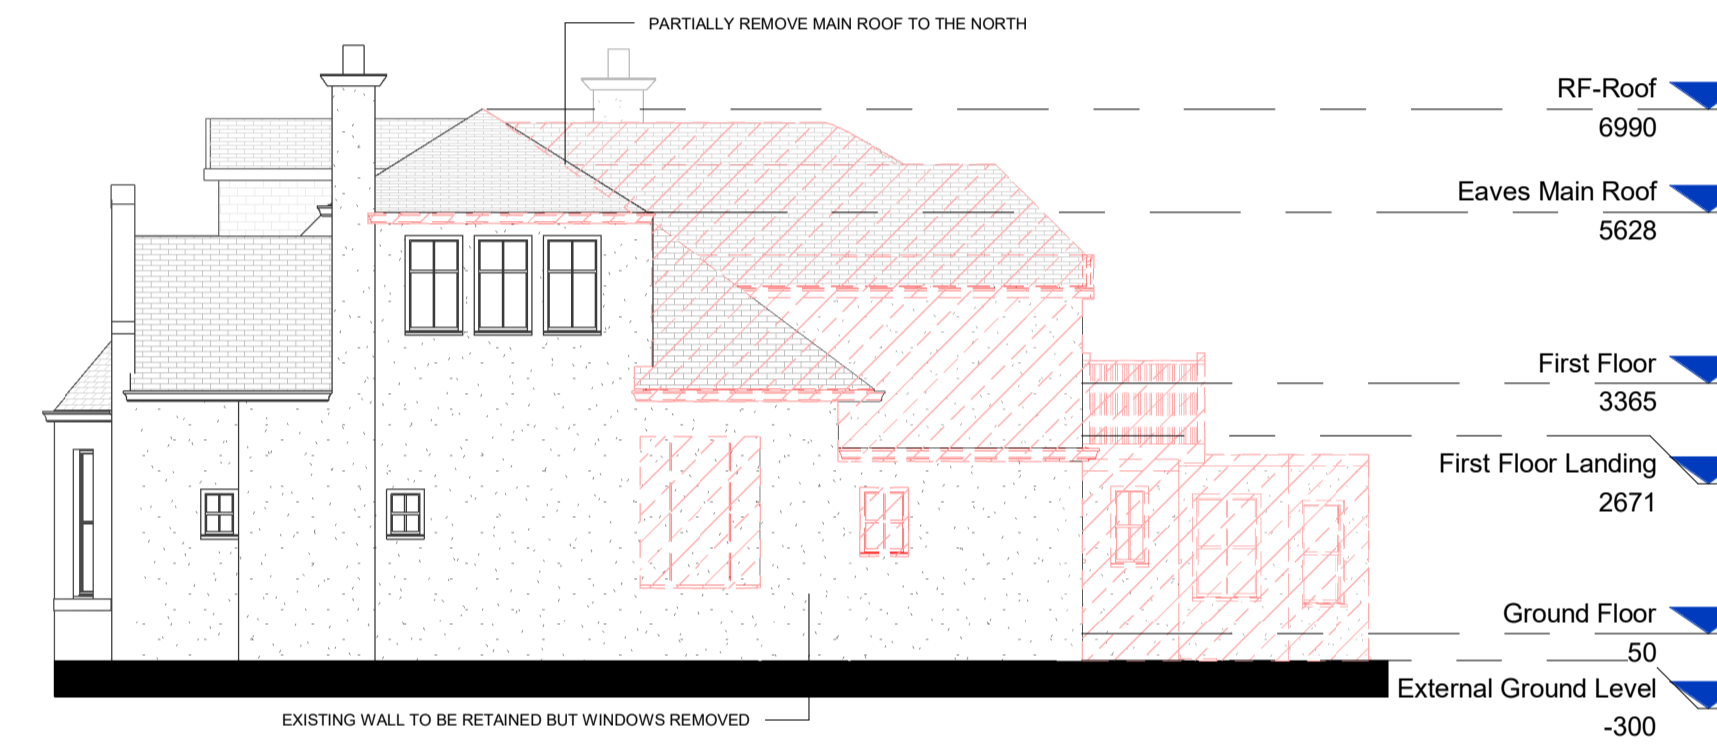 PARTIALLY REMOVE MAIN ROOF TO THE NORTH
RF-Roof
6990
Eaves Main Roof
5628
First Floor
3365
First Floor Landing
2671
Ground Floor
50
External Ground Level
-300
EXISTING WALL TO BE RETAINED BUT WINDOWS REMOVED